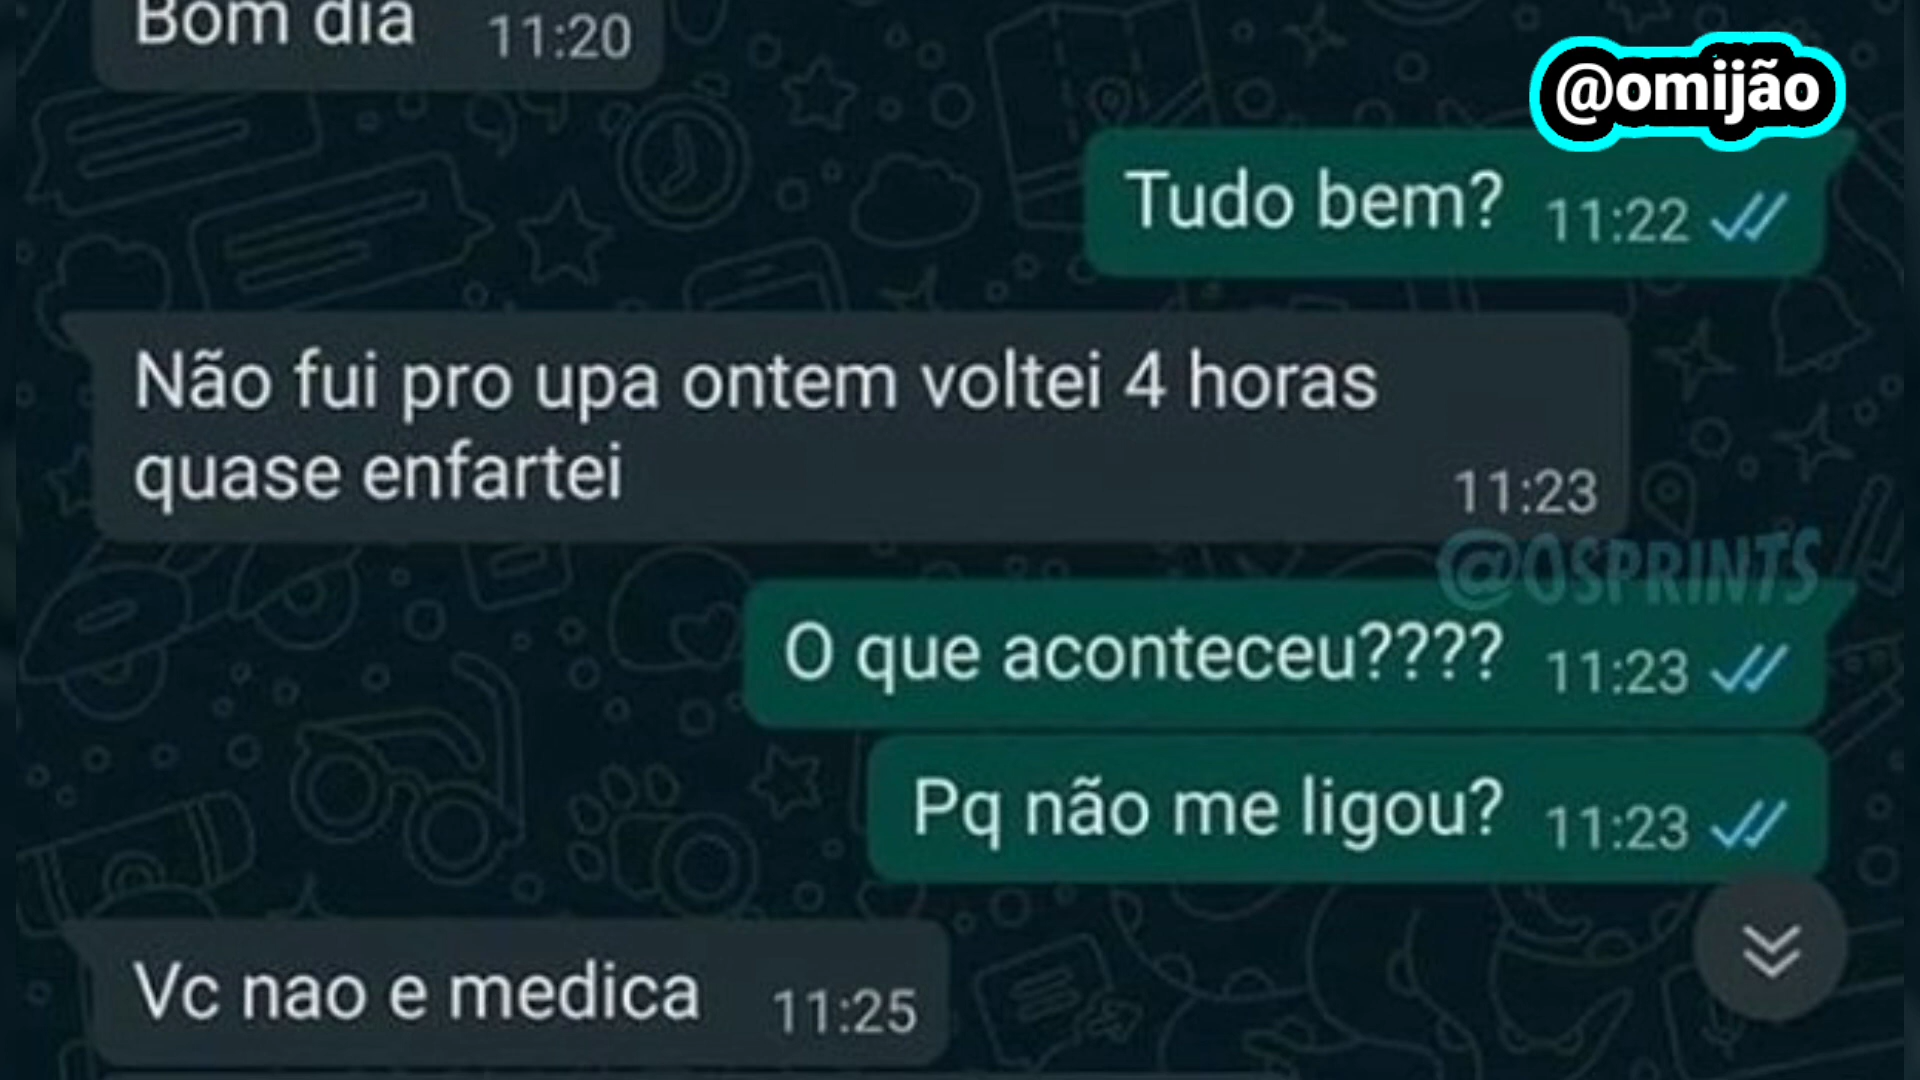 Bom dia 11:20
@omijão
Tudo bem? 11:22
Não fui pro upa ontem voltei 4 horas
quase enfartei
11:23
@OSPRINTS
O que aconteceu???? 11:23
Pq não me ligou? 11:23
Vc nao e medica 11:25